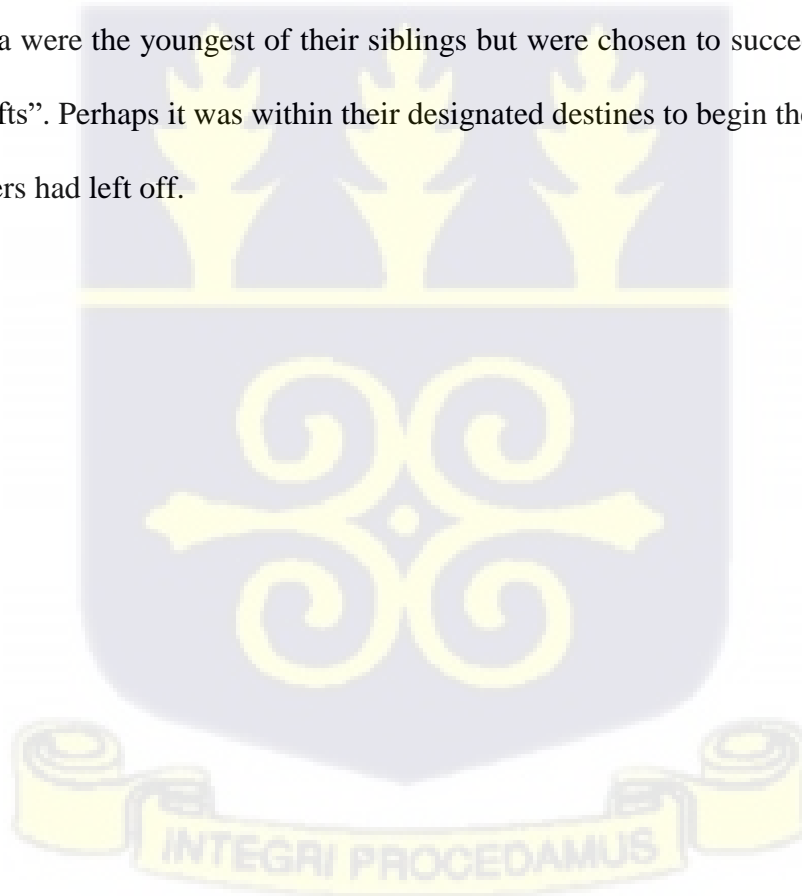 a were the youngest of their siblings but were chosen to succe
fts”. Perhaps it was within their designated destines to begin the
ers had left off.
INTEGRI PROCEDAMUS